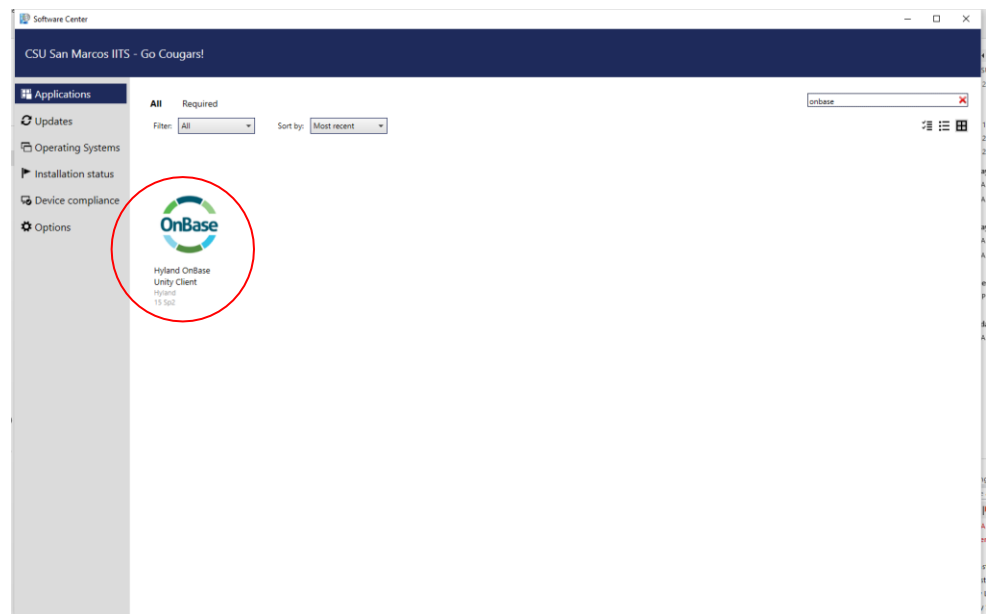 Software Center
CSU San Marcos IITS - Go Cougars!
Applications
Updates
Operating Systems
Installation status
Device compliance
Options
All Required
onbase
Filter: All Sort by: Most recent
OnBase
Hyland OnBase
Unity Client
Hyland
15 Sp2